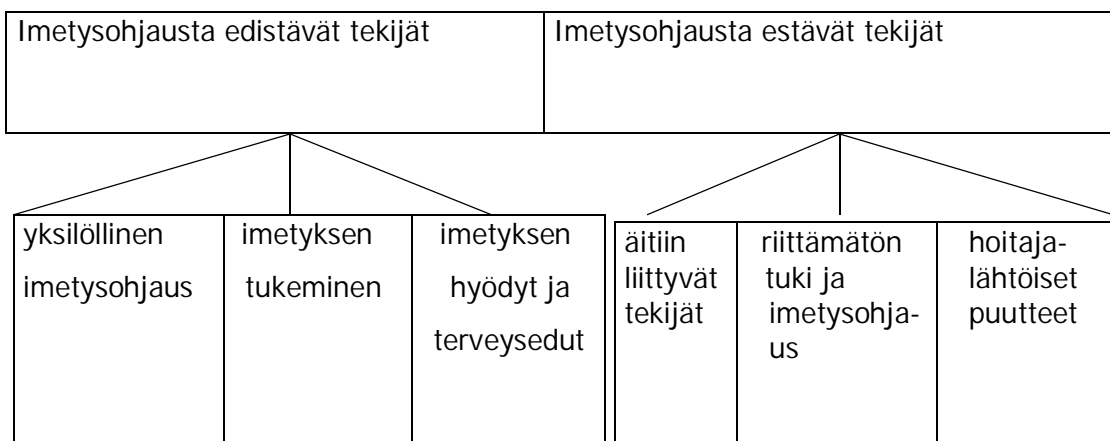 Imetysohjausta edistävät tekijät
Imetysohjausta estävät tekijät
yksilöllinen
imetysohjaus
imetyksen
tukeminen
imetyksen
hyödyt ja
terveysedut
äitiin
liittyvät
tekijät
riittämätön
tuki ja
imetysohja-
us
hoitaja-
lähtöiset
puutteet